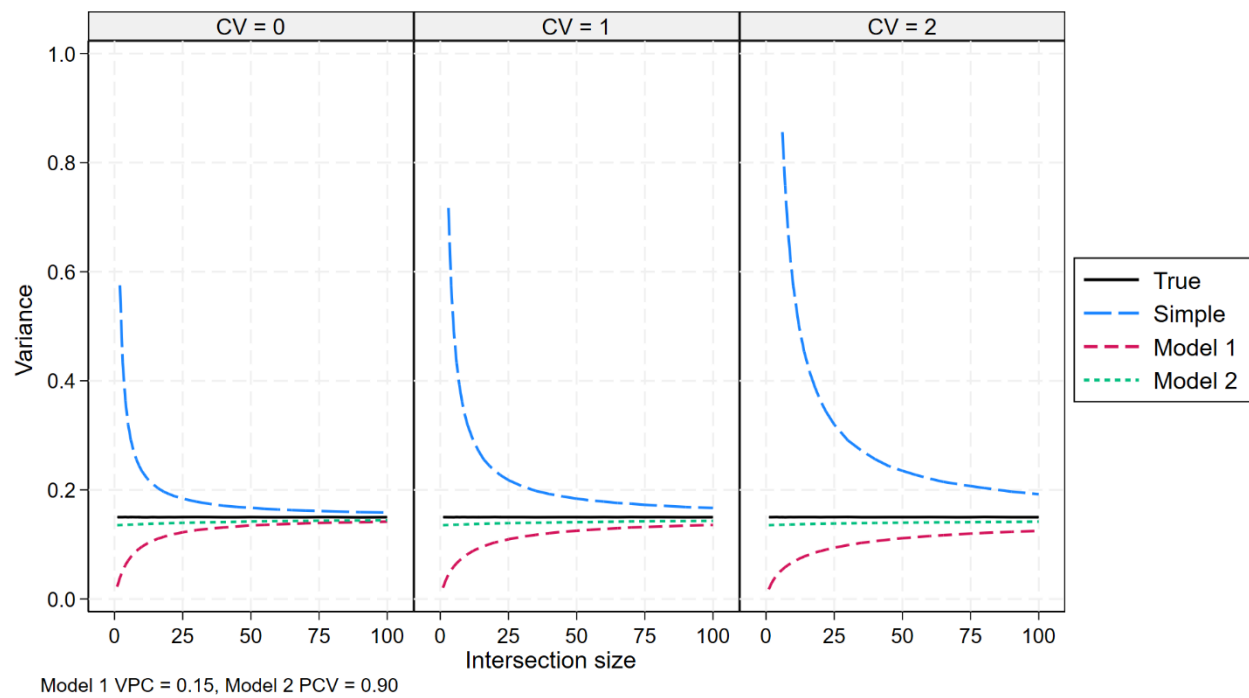 CV = 0 CV = 1 CV = 2
1.0
0.8
0.6
0.4
0.2
0.0
Variance
0 25 50 75 100 0 25 50 75 100 0 25 50 75 100
Intersection size
True
Simple
Model 1
Model 2
Model 1 VPC = 0.15, Model 2 PCV = 0.90